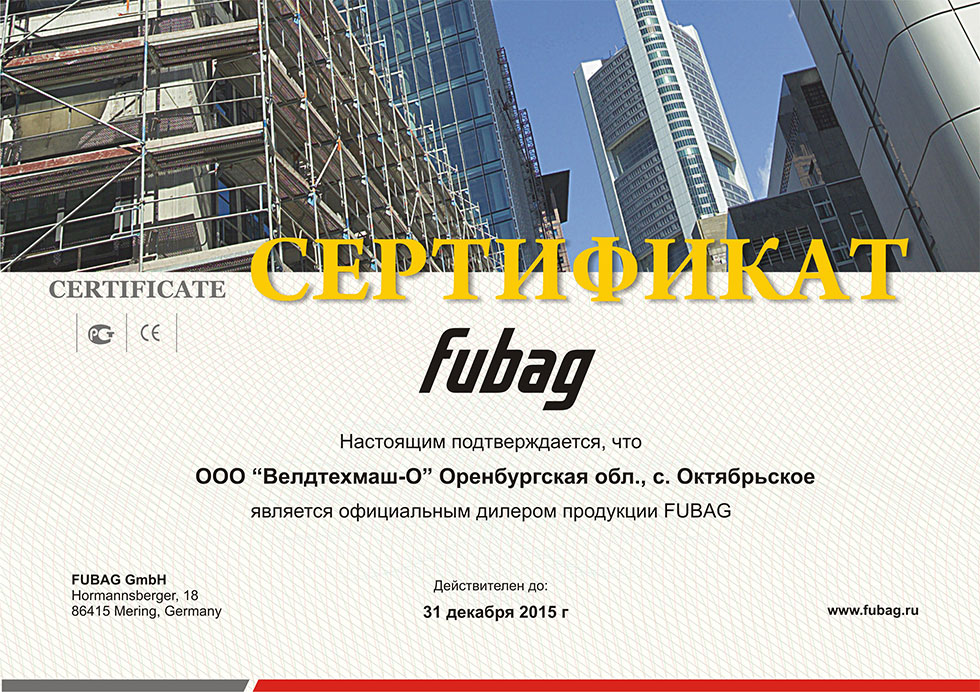 СЕРТИФИКАТ
CERTIFICATE
РСТ CE
fubag
Настоящим подтверждается, что
ООО “Велдтехмаш-О” Оренбургская обл., с. Октябрьское
является официальным дилером продукции FUBAG
FUBAG GmbH
Hormannsberger, 18
86415 Mering, Germany
Действителен до:
31 декабря 2015 г
www.fubag.ru